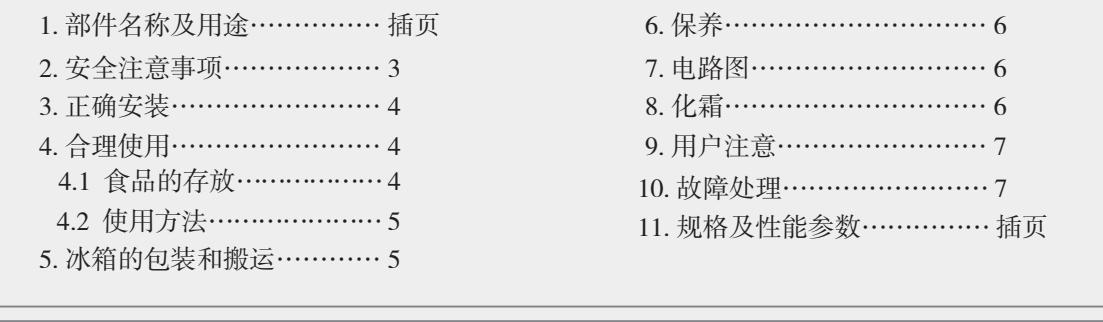 1. 部件名称及用途…………… 插页
2. 安全注意事项……………… 3
3. 正确安装…………………… 4
4. 合理使用…………………… 4
4.1 食品的存放……………… 4
4.2 使用方法………………… 5
5. 冰箱的包装和搬运………… 5
6. 保养………………………… 6
7. 电路图……………………… 6
8. 化霜………………………… 6
9. 用户注意…………………… 7
10. 故障处理………………… 7
11. 规格及性能参数………… 插页